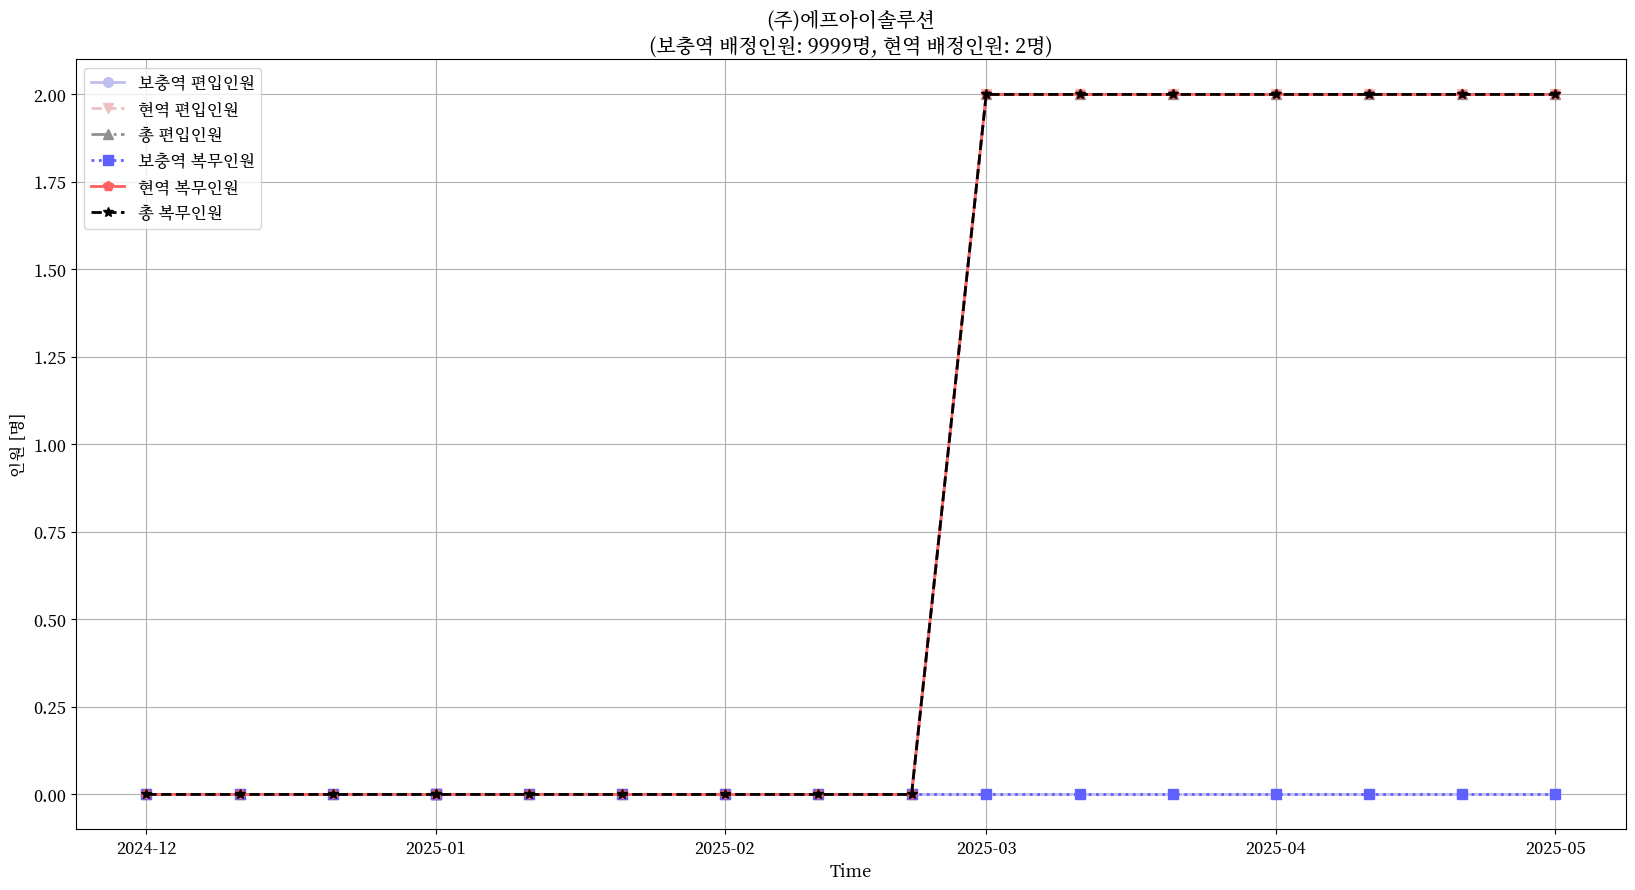 (주)에프아이솔루션
(보충역 배정인원: 9999명, 현역 배정인원: 2명)
보충역 편입인원
현역 편입인원
총 편입인원
보충역 복무인원
현역 복무인원
총 복무인원
2.00
1.75
1.50
1.25
1.00
0.75
0.50
0.25
0.00
인원 [명]
2024-12 2025-01 2025-02 2025-03 2025-04 2025-05
Time